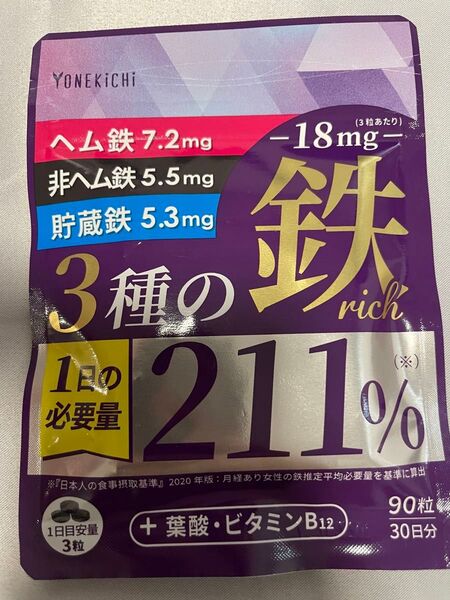 YONEKiCHi
ヘム鉄 7.2mg
非ヘム鉄 5.5mg
貯蔵鉄 5.3mg
(3粒あたり)
−18mg−
3種の
鉄
rich
1日の
必要量
211%
(※)
※『日本人の食事摂取基準』2020年版:月経あり女性の鉄推定平均必要量を基準に算出
1日目安量
3粒
+ 葉酸・ビタミンB12
90粒
30日分